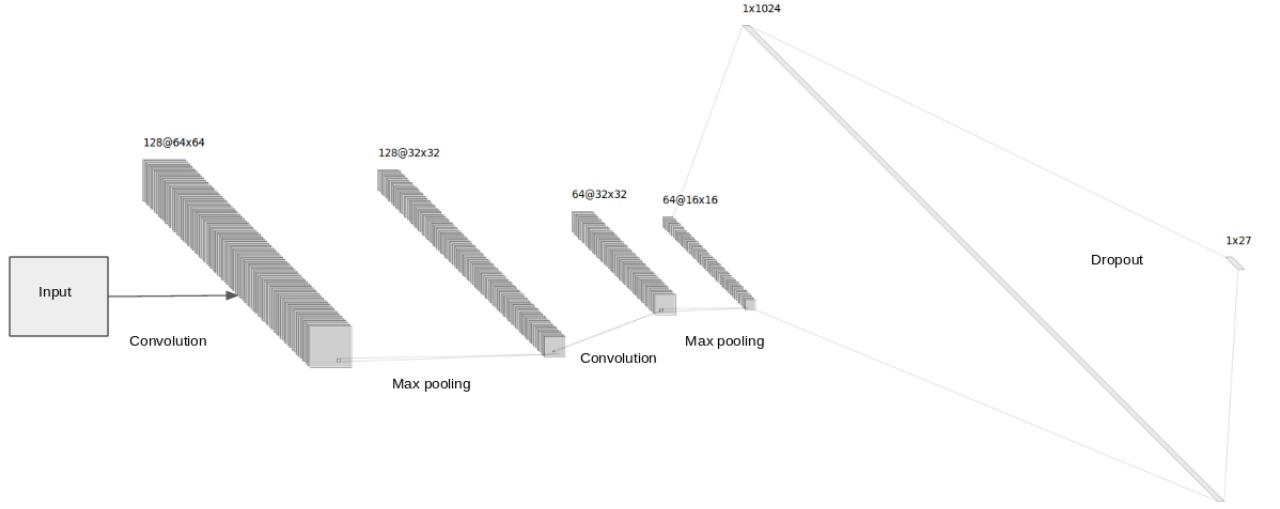 1x1024
128@64x64
128@32x32
64@32x32
64@16x16
1x27
Dropout
Input
Convolution
Max pooling
Convolution
Max pooling